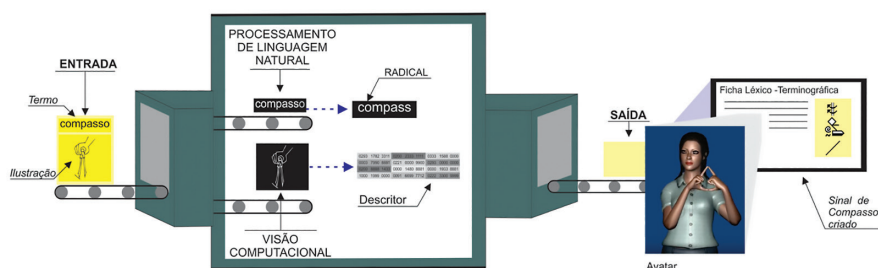 ENTRADA
Termo
compasso
Ilustração
PROCESSAMENTO
DE LINGUAGEM
NATURAL
compasso
RADICAL
compass
Descritor
VISÃO
COMPUTACIONAL
SAÍDA
Ficha Léxico -Terminográfica
Avatar
Sinal de
Compasso
criado